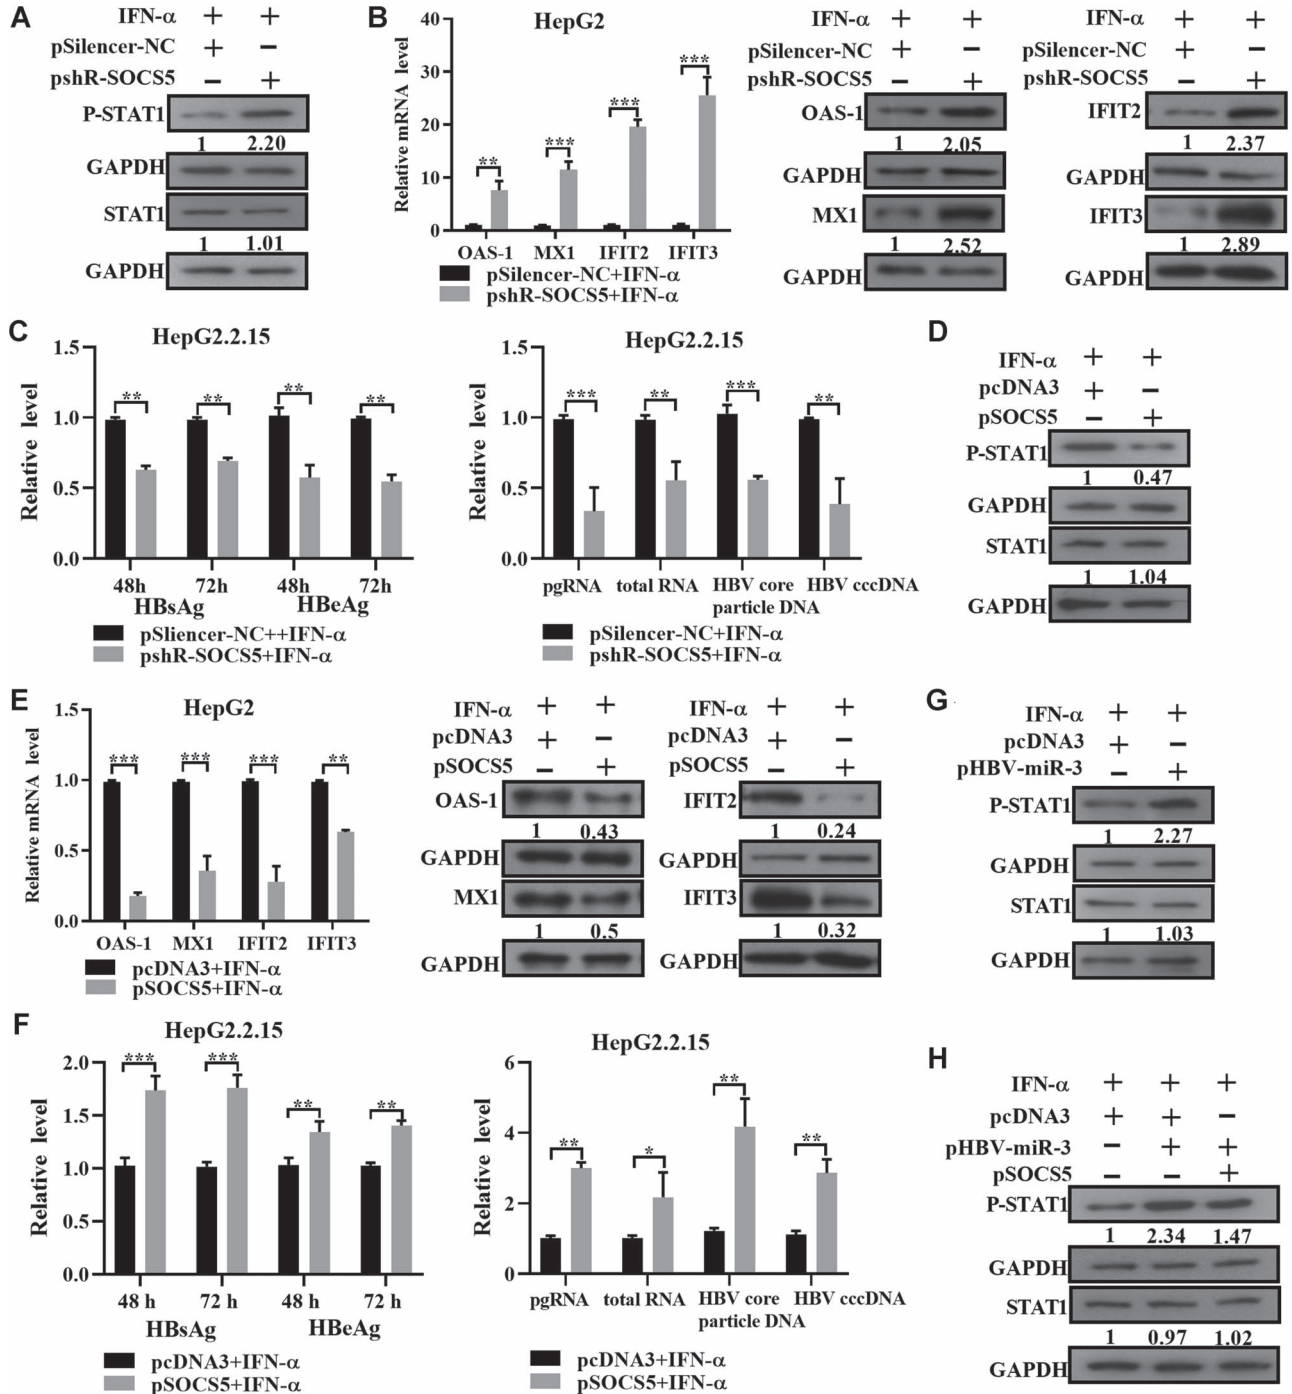 A
IFN-α + +
pSilencer-NC + −
pshR-SOCS5 − +
P-STAT1
1 2.20
GAPDH
STAT1
1 1.01
GAPDH
B
HepG2
Relative mRNA level
40
30
20
10
0
** *** *** ***
OAS-1 MX1 IFIT2 IFIT3
pSilencer-NC+IFN-α
pshR-SOCS5+IFN-α
IFN-α + +
pSilencer-NC + −
pshR-SOCS5 − +
OAS-1
1 2.05
GAPDH
MX1
1 2.52
GAPDH
IFN-α + +
pSilencer-NC + −
pshR-SOCS5 − +
IFIT2
1 2.37
GAPDH
IFIT3
1 2.89
GAPDH
C
HepG2.2.15
Relative level
1.5
1.0
0.5
0.0
** ** ** **
48h 72h 48h 72h
HBsAg HBeAg
pSliencer-NC++IFN-α
pshR-SOCS5+IFN-α
HepG2.2.15
Relative level
1.5
1.0
0.5
0.0
*** ** *** **
pgRNA total RNA HBV core HBV cccDNA
particle DNA
pSilencer-NC+IFN-α
pshR-SOCS5+IFN-α
D
IFN-α + +
pcDNA3 + −
pSOCS5 − +
P-STAT1
1 0.47
GAPDH
STAT1
1 1.04
GAPDH
E
HepG2
Relative mRNA level
1.5
1.0
0.5
0.0
*** *** *** **
OAS-1 MX1 IFIT2 IFIT3
pcDNA3+IFN-α
pSOCS5+IFN-α
IFN-α + +
pcDNA3 + −
pSOCS5 − +
OAS-1
1 0.43
GAPDH
MX1
1 0.5
GAPDH
IFN-α + +
pcDNA3 + −
pSOCS5 − +
IFIT2
1 0.24
GAPDH
IFIT3
1 0.32
GAPDH
G
IFN-α + +
pcDNA3 + −
pHBV-miR-3 − +
P-STAT1
1 2.27
GAPDH
STAT1
1 1.03
GAPDH
F
HepG2.2.15
Relative level
2.0
1.5
1.0
0.5
0.0
*** *** ** **
48 h 72 h 48 h 72 h
HBsAg HBeAg
pcDNA3+IFN-α
pSOCS5+IFN-α
HepG2.2.15
Relative level
6
4
2
0
** * ** **
pgRNA total RNA HBV core HBV cccDNA
particle DNA
pcDNA3+IFN-α
pSOCS5+IFN-α
H
IFN-α + + +
pcDNA3 + + −
pHBV-miR-3 − + +
pSOCS5 − − +
P-STAT1
1 2.34 1.47
GAPDH
STAT1
1 0.97 1.02
GAPDH